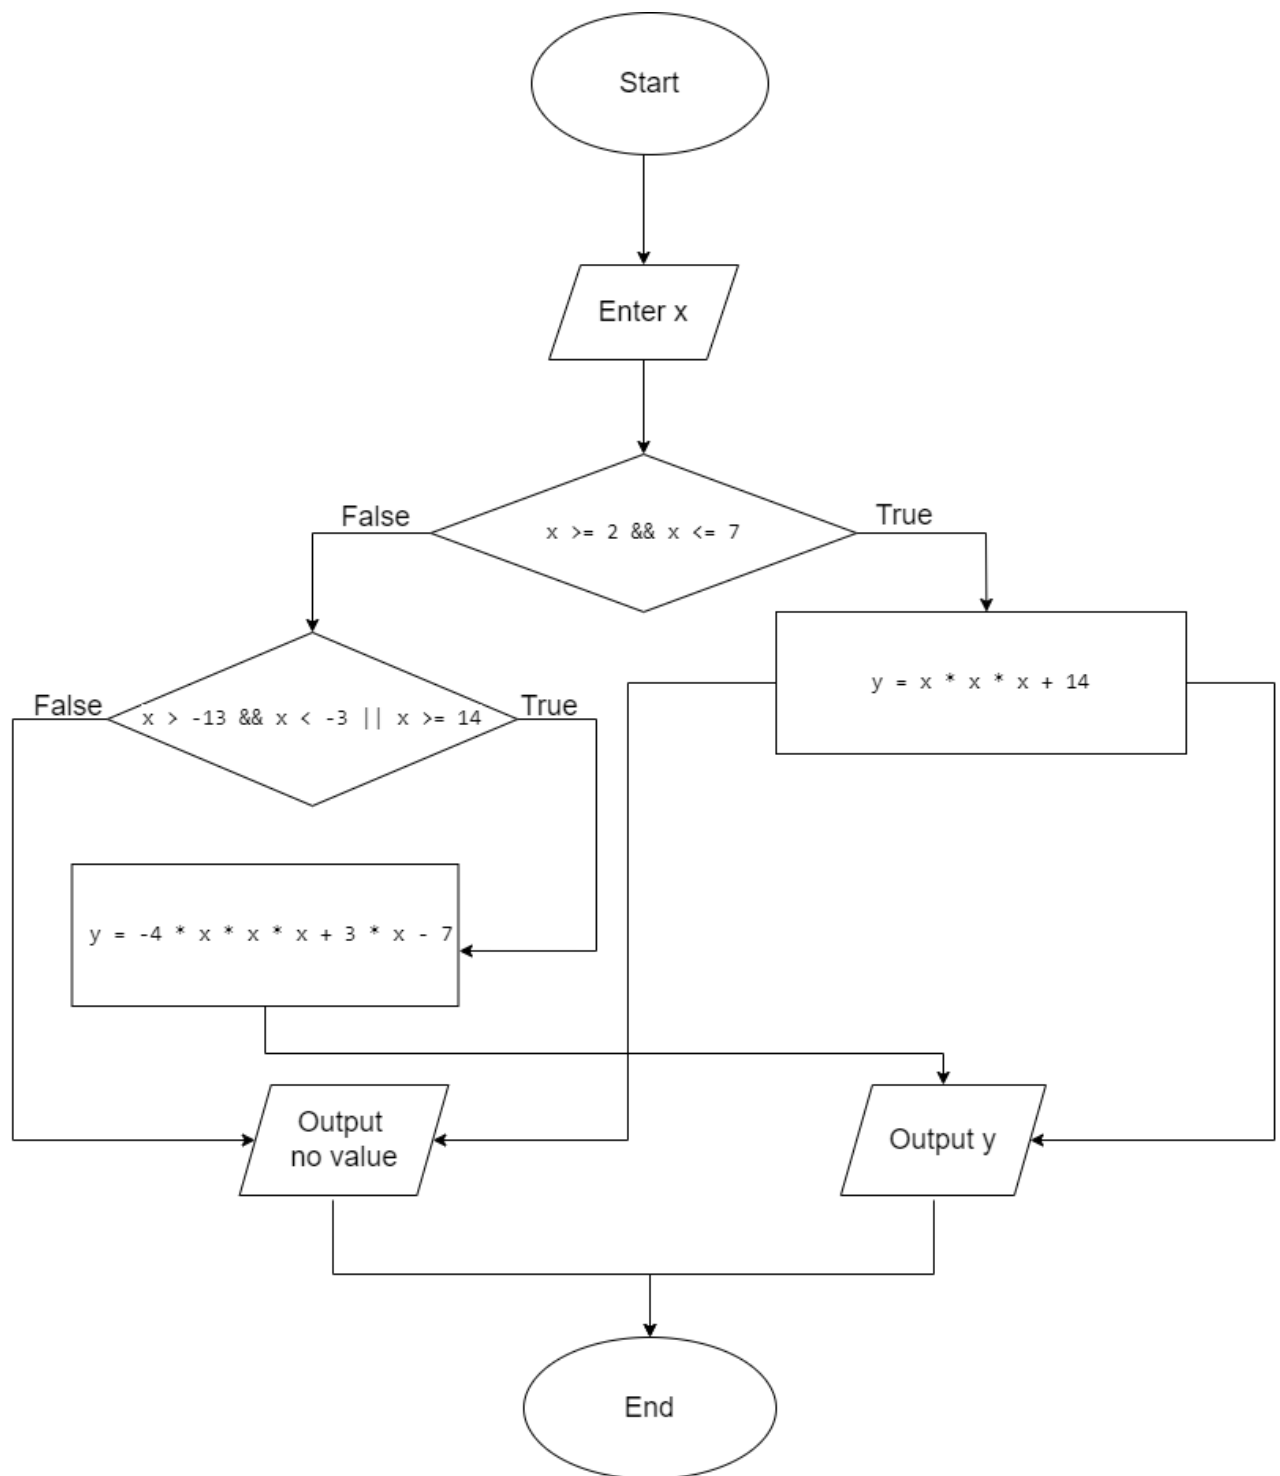 Start
Enter x
False
True
x >= 2 && x <= 7
y = x * x * x + 14
False
True
x > -13 && x < -3 || x >= 14
y = -4 * x * x * x + 3 * x - 7
Output
no value
Output y
End